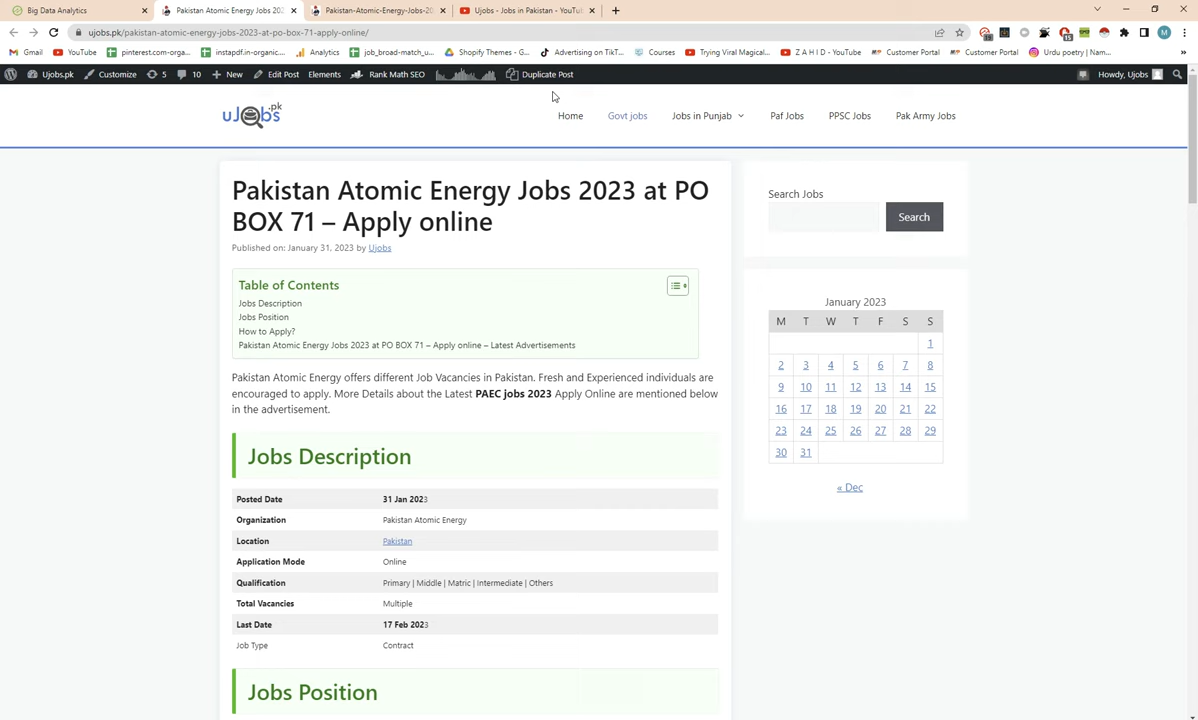 Big Data Analytics
Pakistan Atomic Energy Jobs 202
Pakistan-Atomic-Energy-Jobs-20
Ujobs - Jobs in Pakistan - YouTu
ujobs.pk/pakistan-atomic-energy-jobs-2023-at-po-box-71-apply-online/
Gmail
YouTube
pinterest.com-orga...
instapdf.in-organic...
Analytics
job_broad-match_u...
Shopify Themes - G...
Advertising on TikT...
Courses
Trying Viral Magical...
Z A H I D - YouTube
Customer Portal
Customer Portal
Urdu poetry | Nam...
Ujobs.pk
Customize
5
10
New
Edit Post
Elements
Rank Math SEO
Duplicate Post
Howdy, Ujobs
uJobs.pk
Home
Govt jobs
Jobs in Punjab
Paf Jobs
PPSC Jobs
Pak Army Jobs
Pakistan Atomic Energy Jobs 2023 at PO
BOX 71 – Apply online
Published on: January 31, 2023 by Ujobs
Table of Contents
Jobs Description
Jobs Position
How to Apply?
Pakistan Atomic Energy Jobs 2023 at PO BOX 71 – Apply online – Latest Advertisements
Pakistan Atomic Energy offers different Job Vacancies in Pakistan. Fresh and Experienced individuals are
encouraged to apply. More Details about the Latest PAEC jobs 2023 Apply Online are mentioned below
in the advertisement.
Jobs Description
Posted Date 31 Jan 2023
Organization Pakistan Atomic Energy
Location Pakistan
Application Mode Online
Qualification Primary | Middle | Matric | Intermediate | Others
Total Vacancies Multiple
Last Date 17 Feb 2023
Job Type Contract
Jobs Position
Search Jobs
Search
January 2023
M T W T F S S
1
2 3 4 5 6 7 8
9 10 11 12 13 14 15
16 17 18 19 20 21 22
23 24 25 26 27 28 29
30 31
« Dec